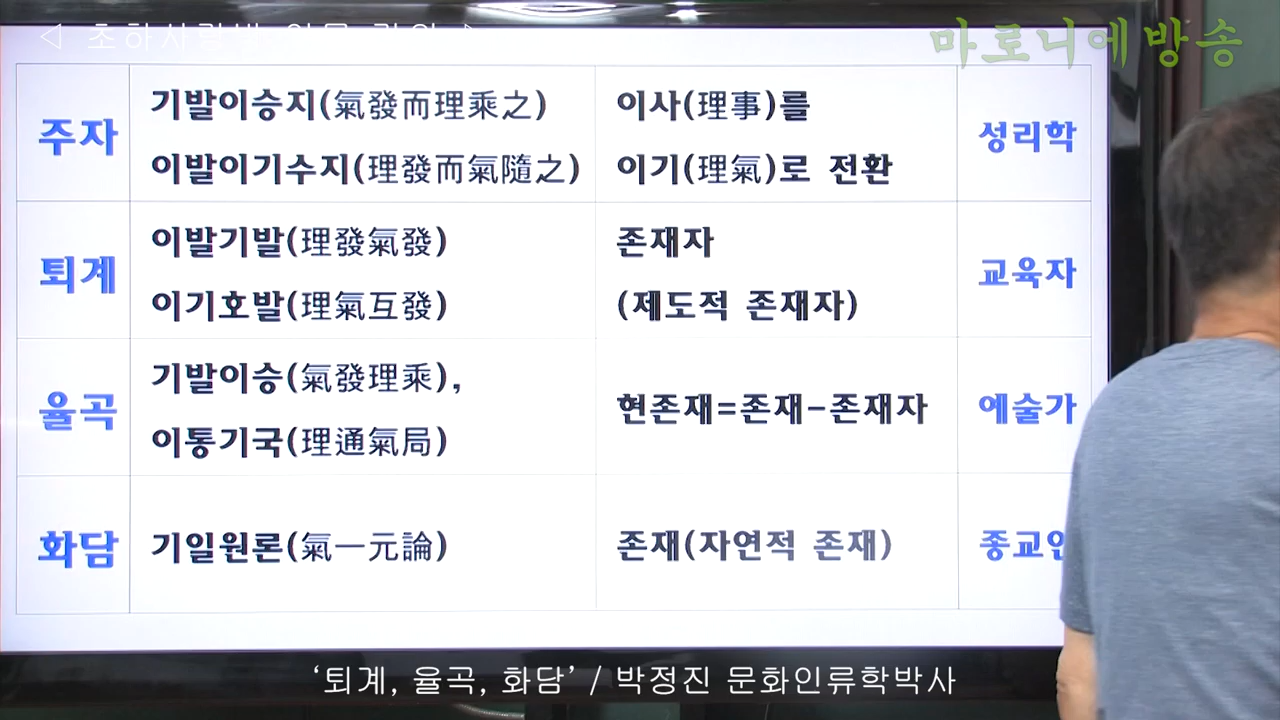 마로니에방송
주자
기발이승지(氣發而理乘之)
이발이기수지(理發而氣隨之)
이사(理事)를
이기(理氣)로 전환
성리학
퇴계
이발기발(理發氣發)
이기호발(理氣互發)
존재자
(제도적 존재자)
교육자
율곡
기발이승(氣發理乘),
이통기국(理通氣局)
현존재=존재-존재자
예술가
화담
기일원론(氣一元論)
존재(자연적 존재)
‘퇴계, 율곡, 화담’ / 박정진 문화인류학박사